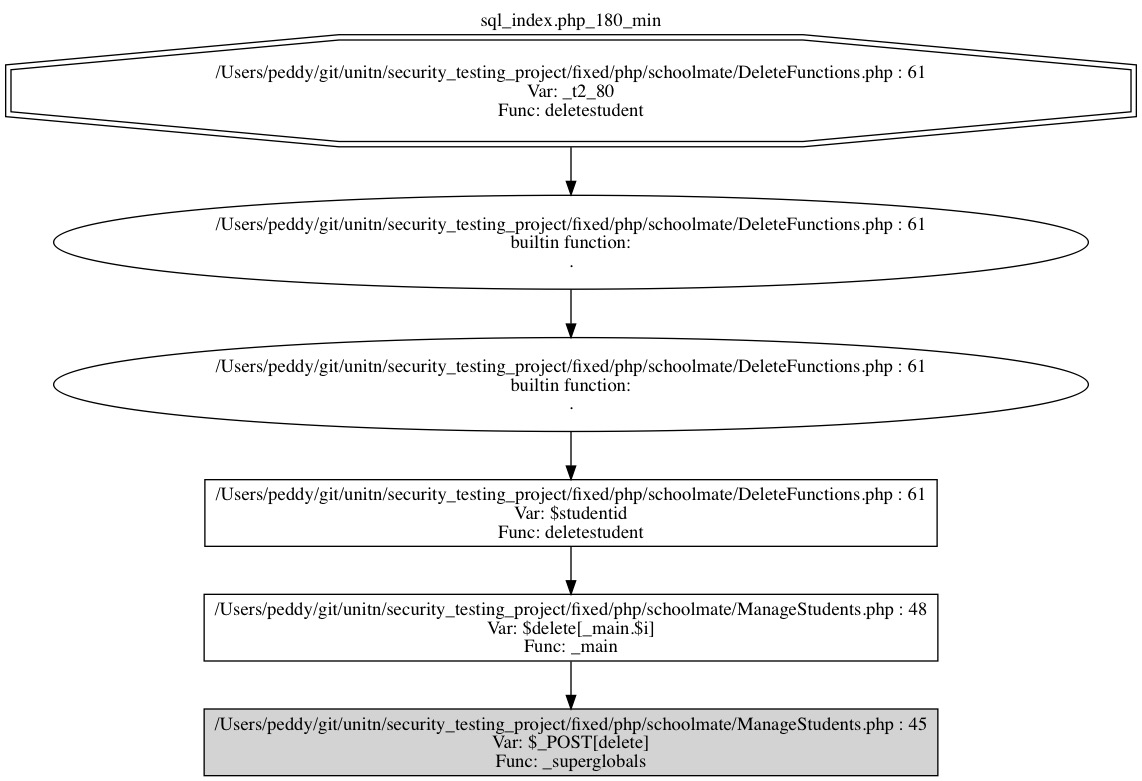 sql_index.php_180_min
/Users/peddy/git/unitn/security_testing_project/fixed/php/schoolmate/DeleteFunctions.php : 61
Var: _t2_80
Func: deletestudent
/Users/peddy/git/unitn/security_testing_project/fixed/php/schoolmate/DeleteFunctions.php : 61
builtin function:
.
/Users/peddy/git/unitn/security_testing_project/fixed/php/schoolmate/DeleteFunctions.php : 61
builtin function:
.
/Users/peddy/git/unitn/security_testing_project/fixed/php/schoolmate/DeleteFunctions.php : 61
Var: $studentid
Func: deletestudent
/Users/peddy/git/unitn/security_testing_project/fixed/php/schoolmate/ManageStudents.php : 48
Var: $delete[_main.$i]
Func: _main
/Users/peddy/git/unitn/security_testing_project/fixed/php/schoolmate/ManageStudents.php : 45
Var: $_POST[delete]
Func: _superglobals